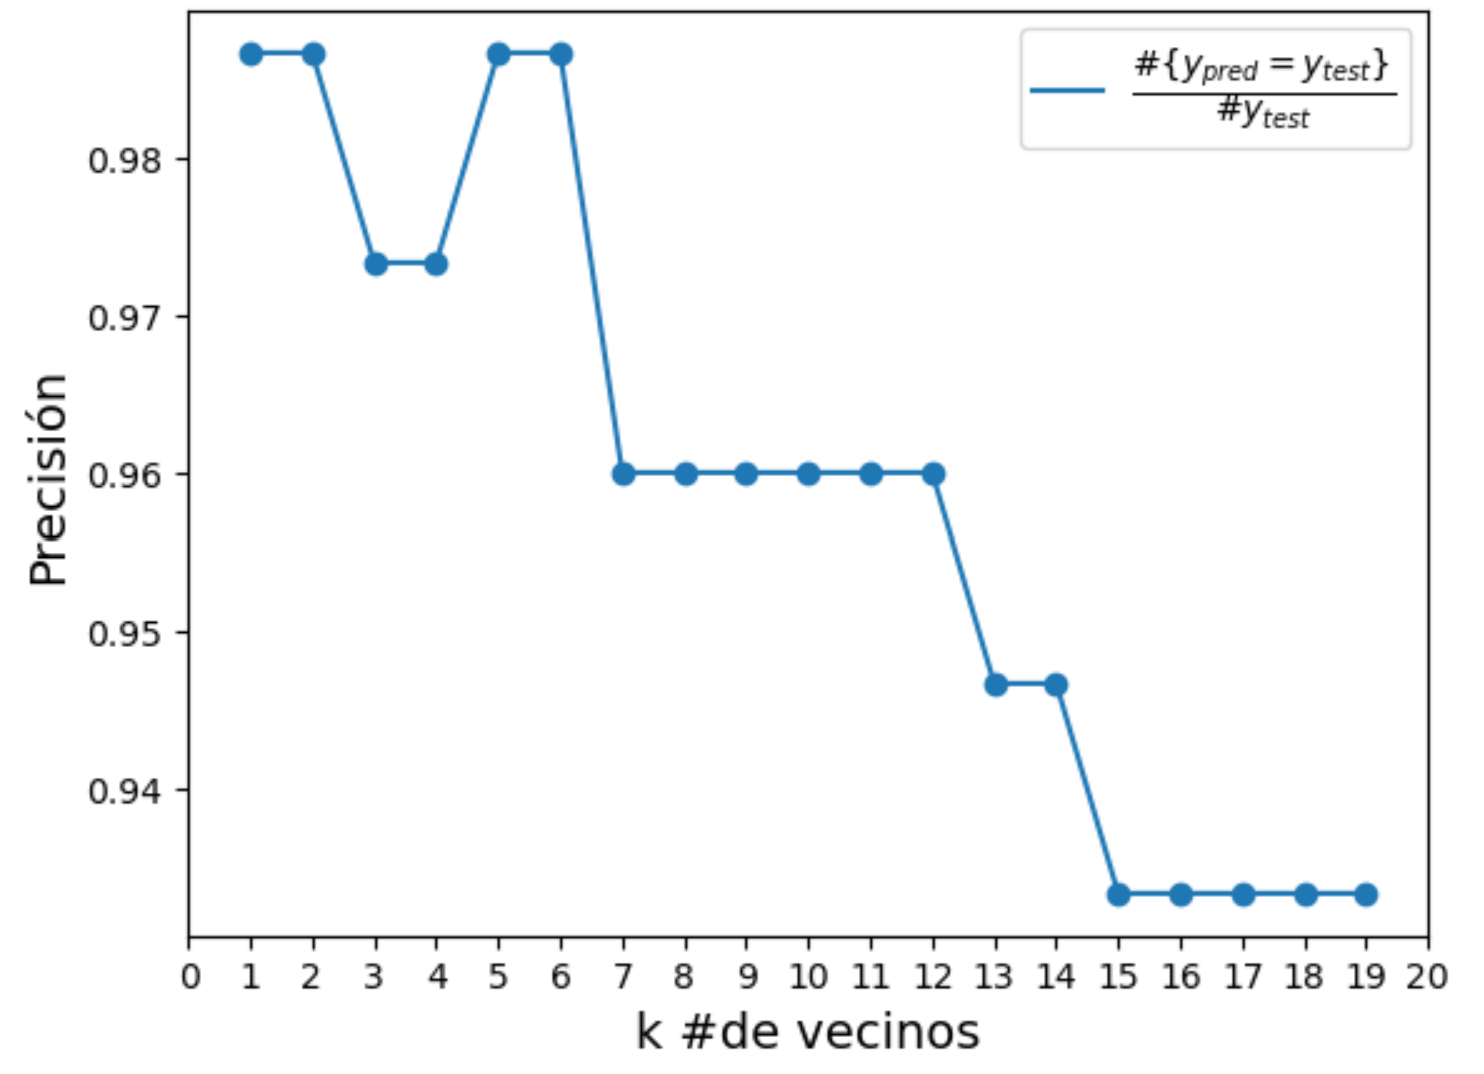 #{y_pred = y_test}
#y_test
0.98
0.97
0.96
0.95
0.94
Precisión
0 1 2 3 4 5 6 7 8 9 10 11 12 13 14 15 16 17 18 19 20
k #de vecinos